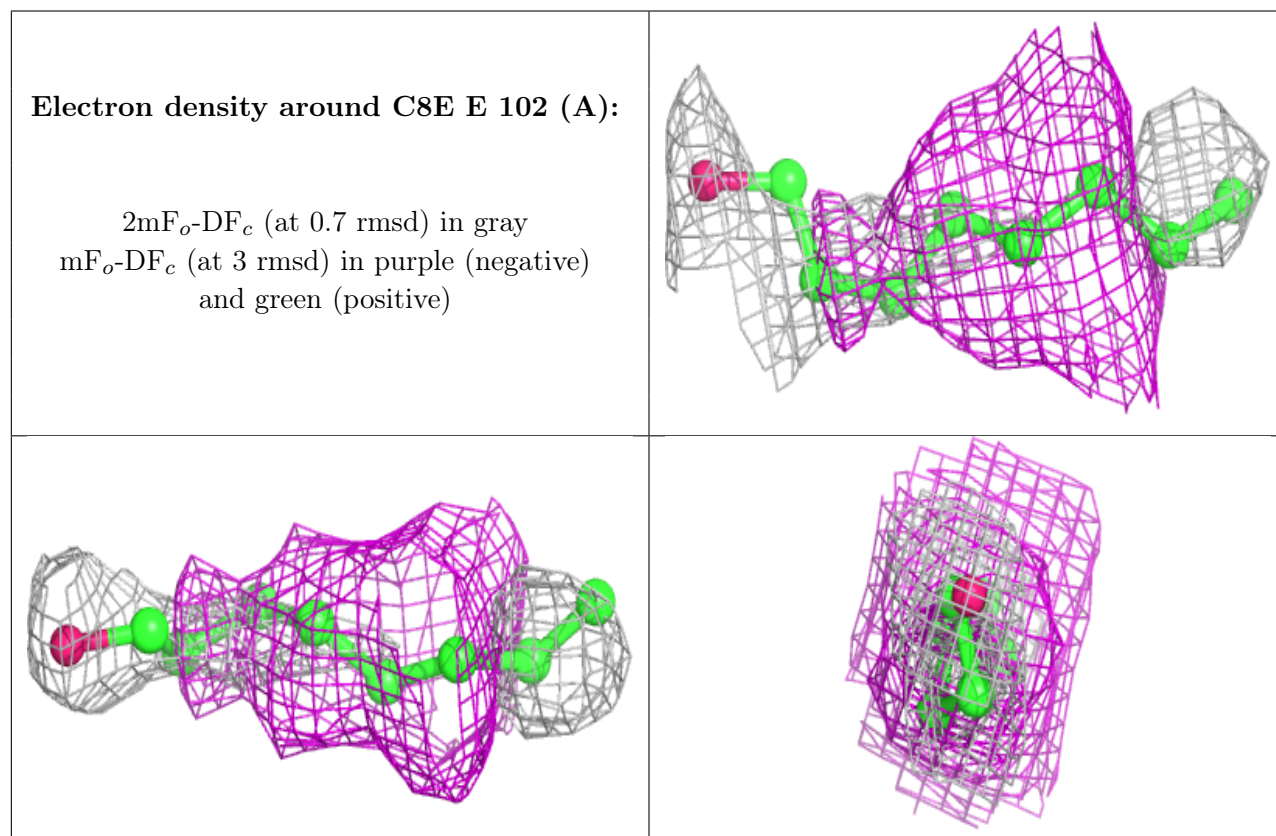 Electron density around C8E E 102 (A):
2mFo-DFc (at 0.7 rmsd) in gray
mFo-DFc (at 3 rmsd) in purple (negative)
and green (positive)